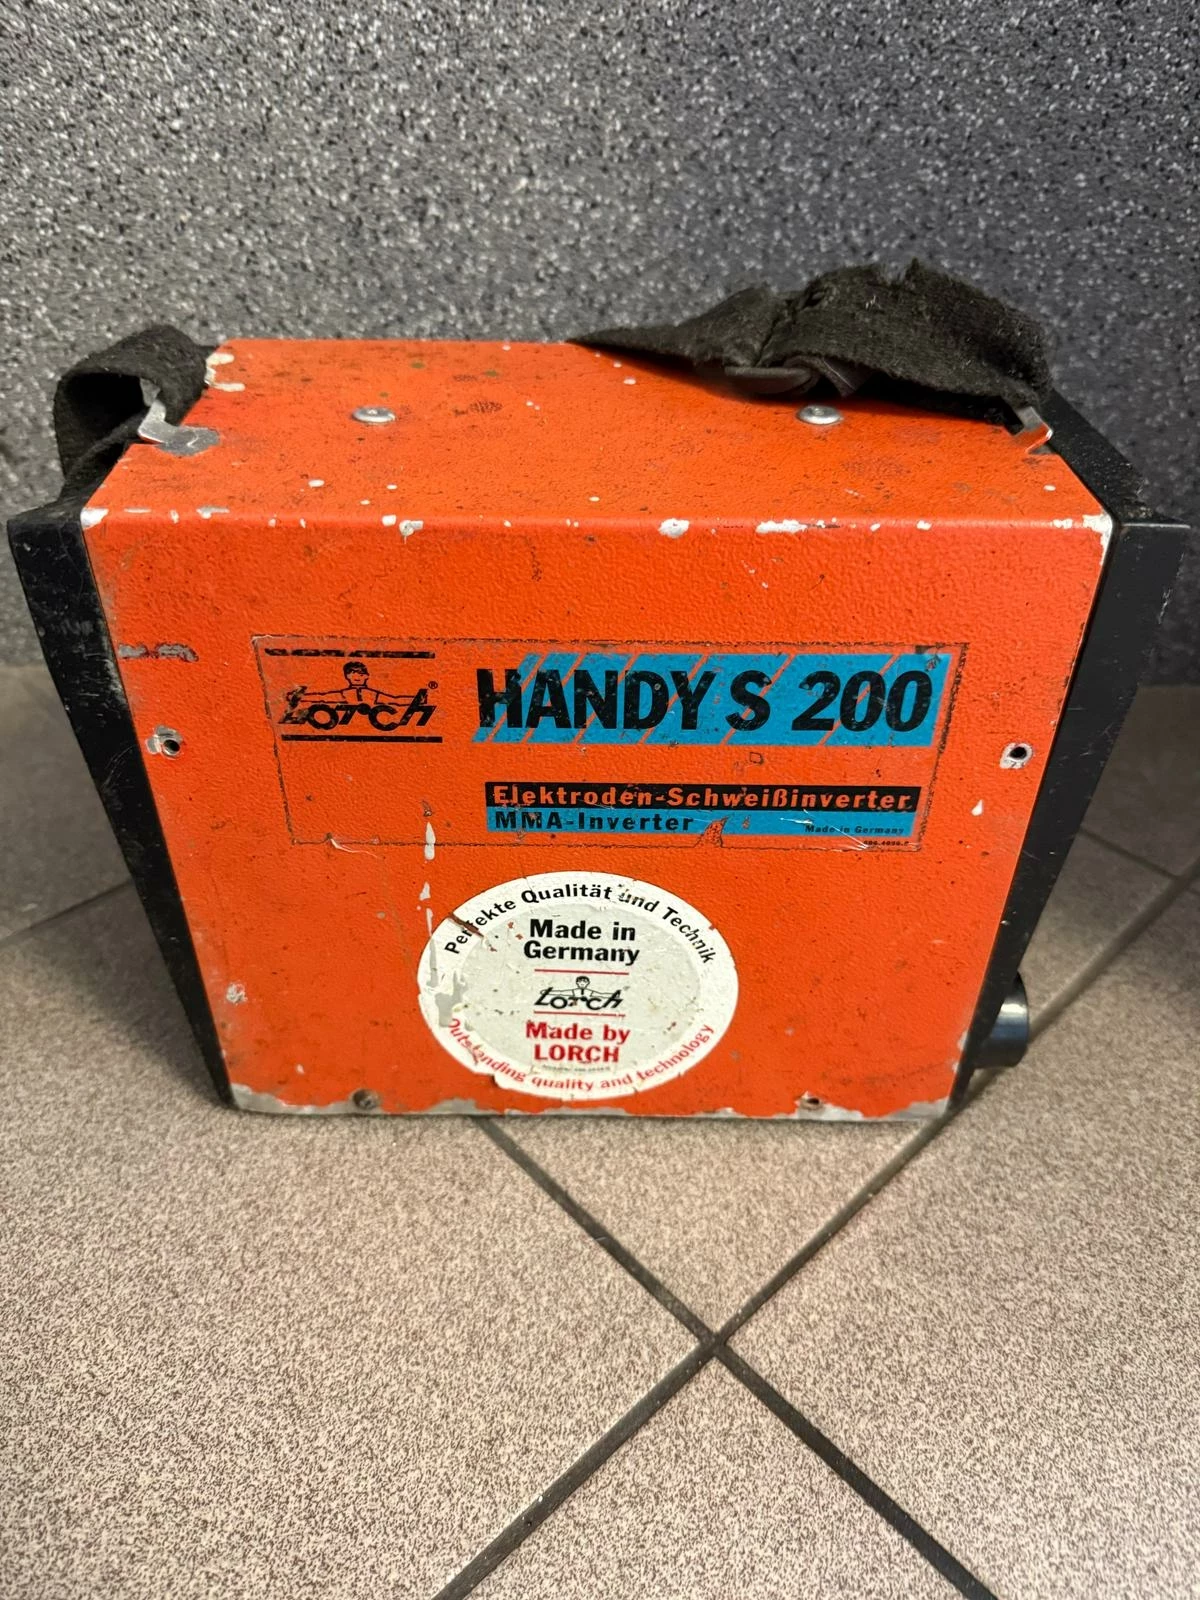 Lorch®
HANDY S 200
Elektroden-Schweißinverter
MMA-Inverter
Made in Germany
Perfekte Qualität und Technik
Made in
Germany
Lorch
Made by
LORCH
Outstanding quality and technology